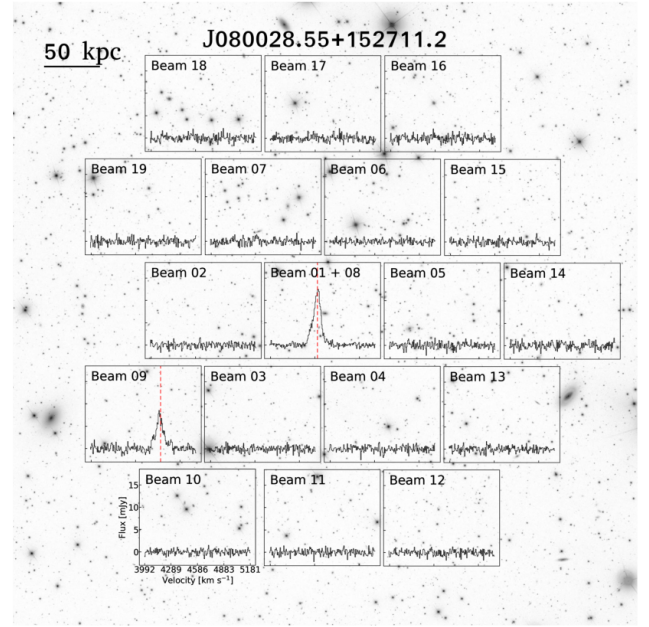 J080028.55+152711.2
50 kpc
Beam 18
Beam 17
Beam 16
Beam 19
Beam 07
Beam 06
Beam 15
Beam 02
Beam 01 + 08
Beam 05
Beam 14
Beam 09
Beam 03
Beam 04
Beam 13
Beam 10
Beam 11
Beam 12
15
10
5
0
Flux [mJy]
3992 4289 4586 4883 5181
Velocity [km s⁻¹]